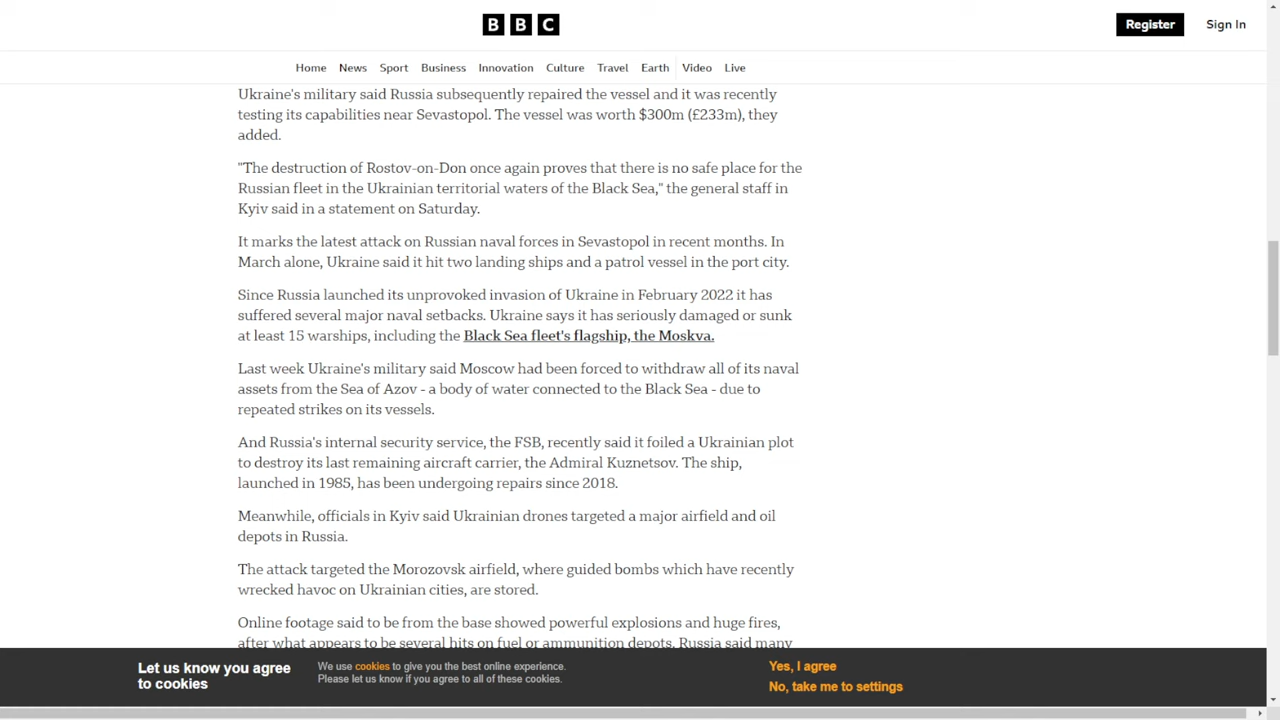 BBC
Register
Sign In
Home News Sport Business Innovation Culture Travel Earth Video Live
Ukraine's military said Russia subsequently repaired the vessel and it was recently
testing its capabilities near Sevastopol. The vessel was worth $300m (£233m), they
added.
"The destruction of Rostov-on-Don once again proves that there is no safe place for the
Russian fleet in the Ukrainian territorial waters of the Black Sea," the general staff in
Kyiv said in a statement on Saturday.
It marks the latest attack on Russian naval forces in Sevastopol in recent months. In
March alone, Ukraine said it hit two landing ships and a patrol vessel in the port city.
Since Russia launched its unprovoked invasion of Ukraine in February 2022 it has
suffered several major naval setbacks. Ukraine says it has seriously damaged or sunk
at least 15 warships, including the Black Sea fleet's flagship, the Moskva.
Last week Ukraine's military said Moscow had been forced to withdraw all of its naval
assets from the Sea of Azov - a body of water connected to the Black Sea - due to
repeated strikes on its vessels.
And Russia's internal security service, the FSB, recently said it foiled a Ukrainian plot
to destroy its last remaining aircraft carrier, the Admiral Kuznetsov. The ship,
launched in 1985, has been undergoing repairs since 2018.
Meanwhile, officials in Kyiv said Ukrainian drones targeted a major airfield and oil
depots in Russia.
The attack targeted the Morozovsk airfield, where guided bombs which have recently
wrecked havoc on Ukrainian cities, are stored.
Online footage said to be from the base showed powerful explosions and huge fires,
after what appears to be several hits on fuel or ammunition depots. Russia said many
Let us know you agree
to cookies
We use cookies to give you the best online experience.
Please let us know if you agree to all of these cookies.
Yes, I agree
No, take me to settings